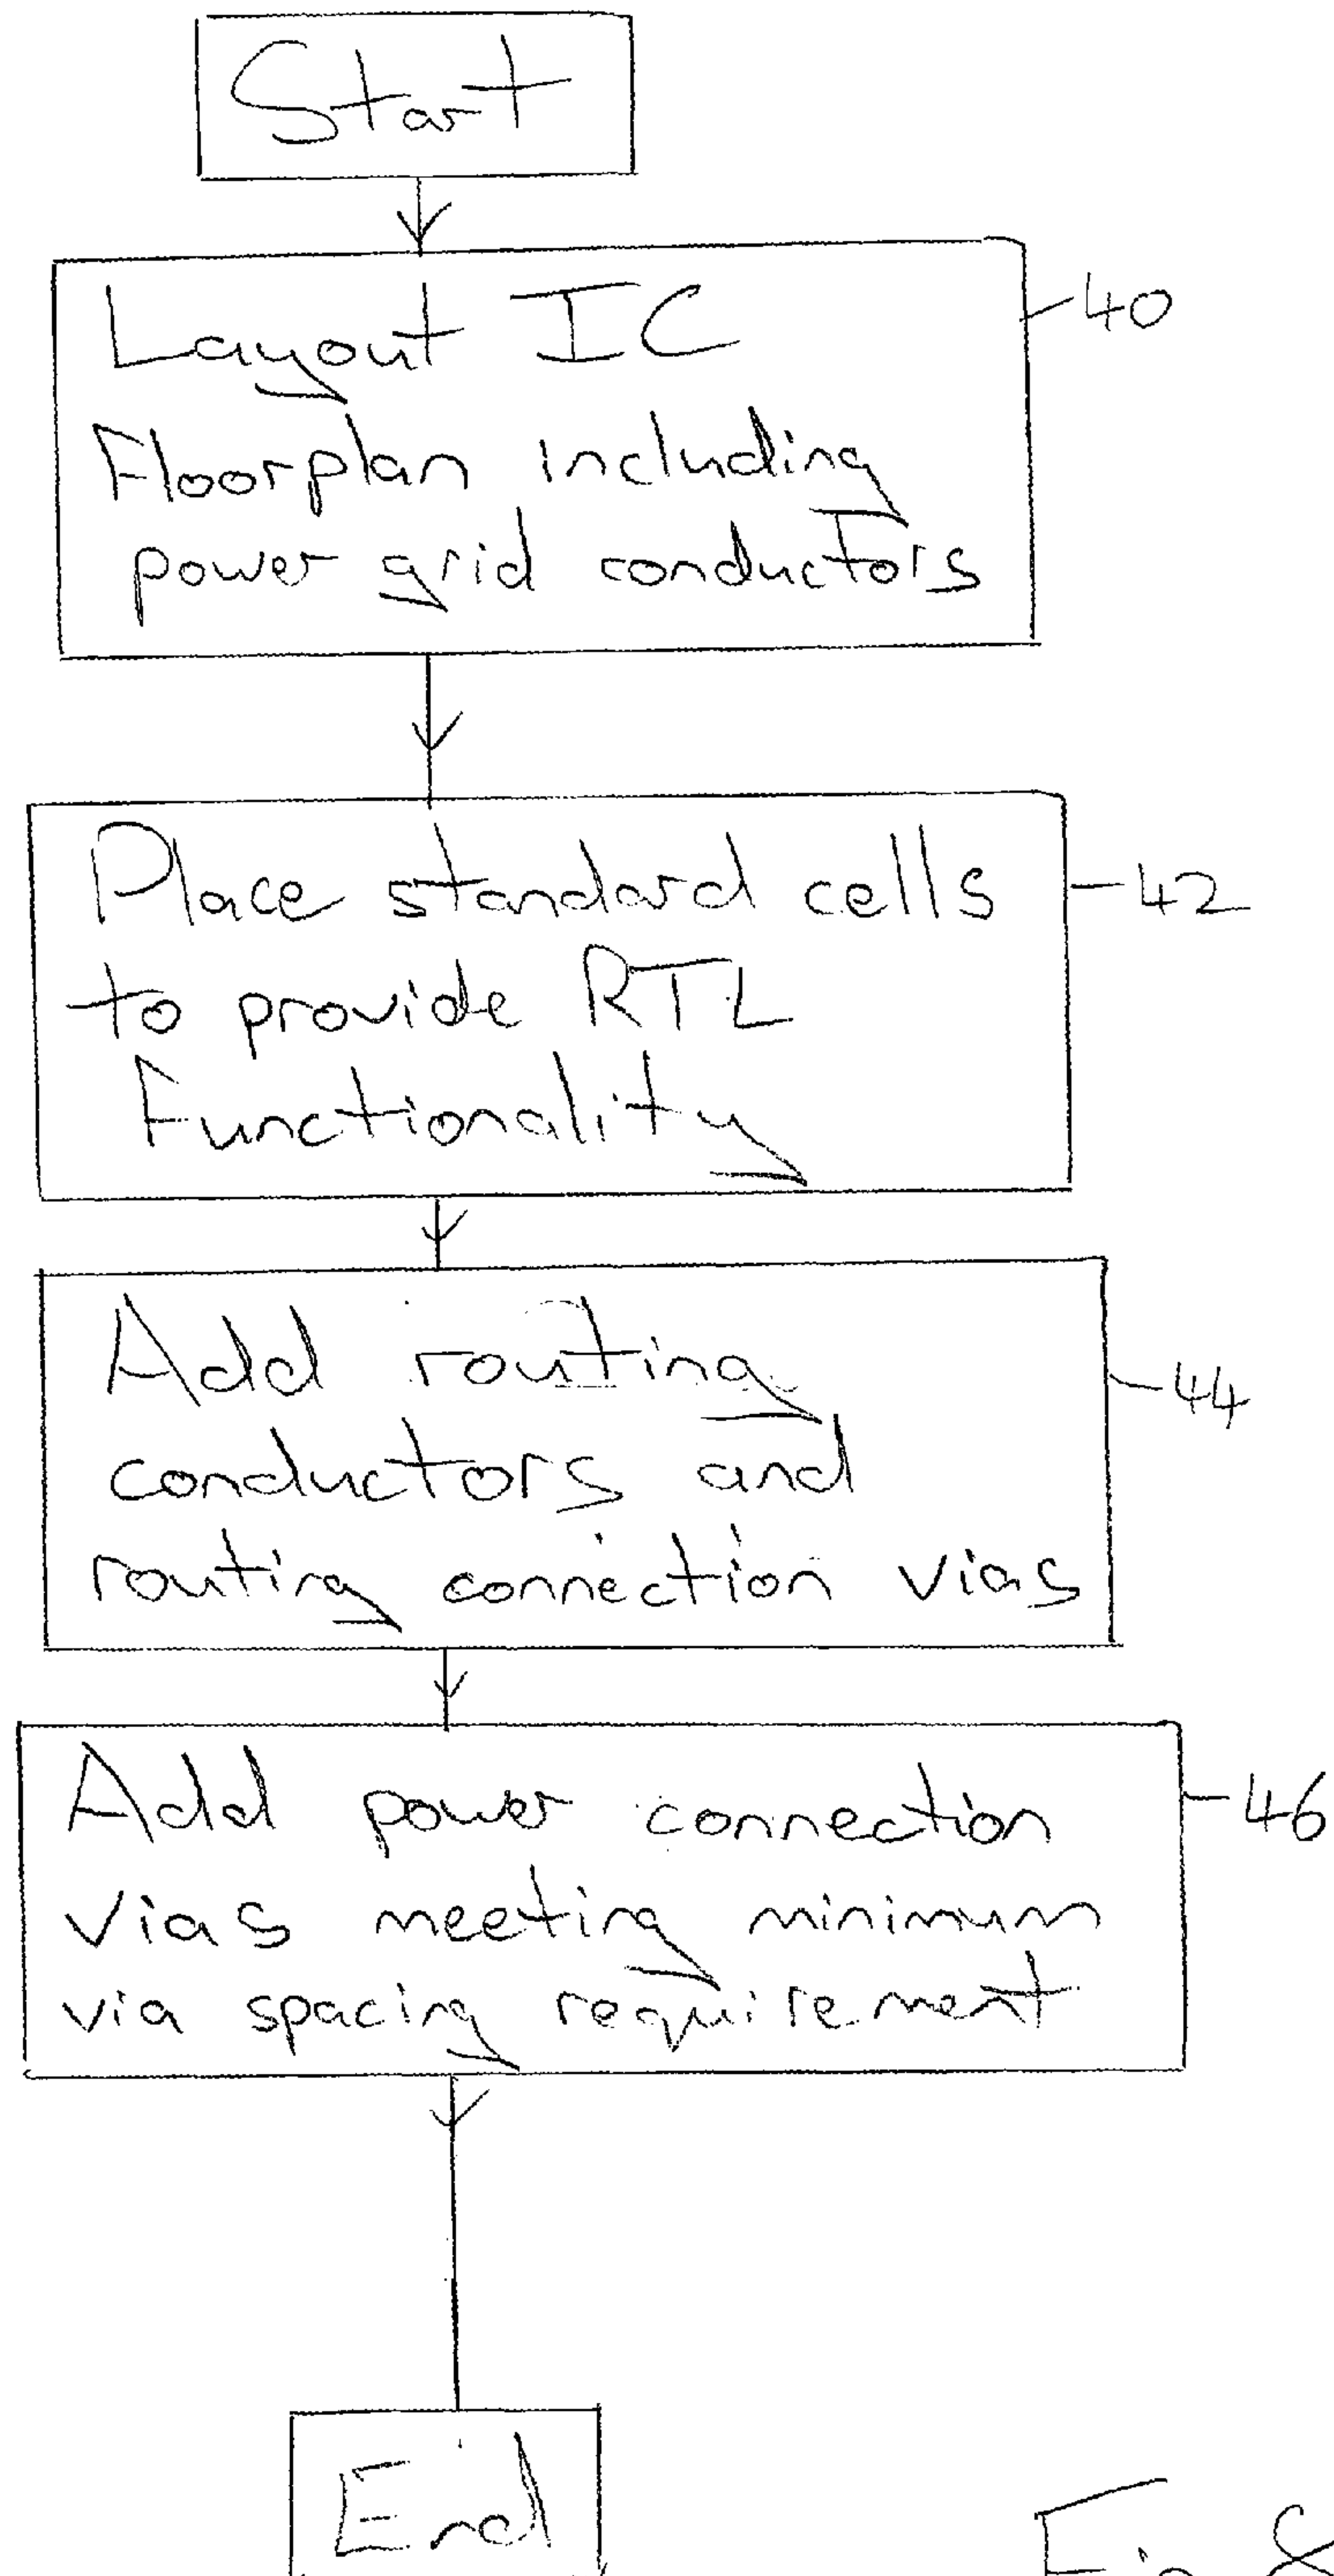 Start
Layout IC
40
Floorplan including
power grid conductors
Place standard cells
42
to provide RTL
Functionality
Add routing
44
conductors and
routing connection vias
Add power connection
46
vias meeting minimum
via spacing requirement
End